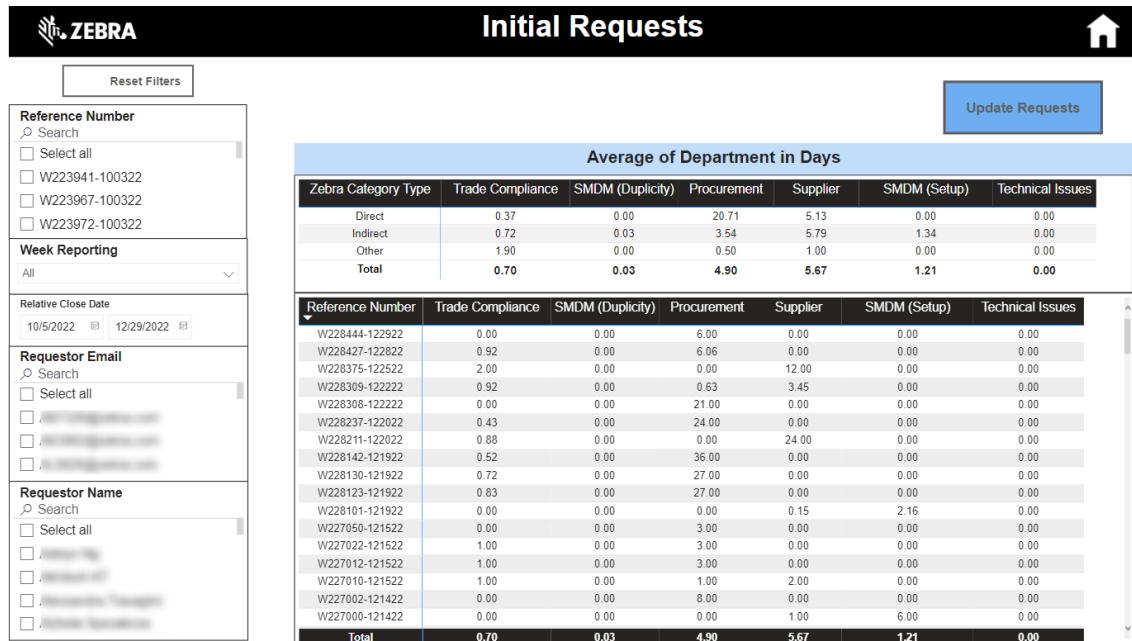 ZEBRA
Initial Requests
Reset Filters
Update Requests
Reference Number
Search
Select all
W223941-100322
W223967-100322
W223972-100322
Week Reporting
All
Relative Close Date
10/5/2022 12/29/2022
Requestor Email
Search
Select all
Requestor Name
Search
Select all
Average of Department in Days
Zebra Category Type Trade Compliance SMDM (Duplicity) Procurement Supplier SMDM (Setup) Technical Issues
Direct 0.37 0.00 20.71 5.13 0.00 0.00
Indirect 0.72 0.03 3.54 5.79 1.34 0.00
Other 1.90 0.00 0.50 1.00 0.00 0.00
Total 0.70 0.03 4.90 5.67 1.21 0.00
Reference Number Trade Compliance SMDM (Duplicity) Procurement Supplier SMDM (Setup) Technical Issues
W228444-122922 0.00 0.00 6.00 0.00 0.00 0.00
W228427-122822 0.92 0.00 6.06 0.00 0.00 0.00
W228375-122522 2.00 0.00 0.00 12.00 0.00 0.00
W228309-122222 0.92 0.00 0.63 3.45 0.00 0.00
W228308-122222 0.00 0.00 21.00 0.00 0.00 0.00
W228237-122022 0.43 0.00 24.00 0.00 0.00 0.00
W228211-122022 0.88 0.00 0.00 24.00 0.00 0.00
W228142-121922 0.52 0.00 36.00 0.00 0.00 0.00
W228130-121922 0.72 0.00 27.00 0.00 0.00 0.00
W228123-121922 0.83 0.00 27.00 0.00 0.00 0.00
W228101-121922 0.00 0.00 0.00 0.15 2.16 0.00
W227050-121522 0.00 0.00 3.00 0.00 0.00 0.00
W227022-121522 1.00 0.00 3.00 0.00 0.00 0.00
W227012-121522 1.00 0.00 3.00 0.00 0.00 0.00
W227010-121522 1.00 0.00 1.00 2.00 0.00 0.00
W227002-121422 0.00 0.00 8.00 0.00 0.00 0.00
W227000-121422 0.00 0.00 0.00 1.00 6.00 0.00
Total 0.70 0.03 4.90 5.67 1.21 0.00